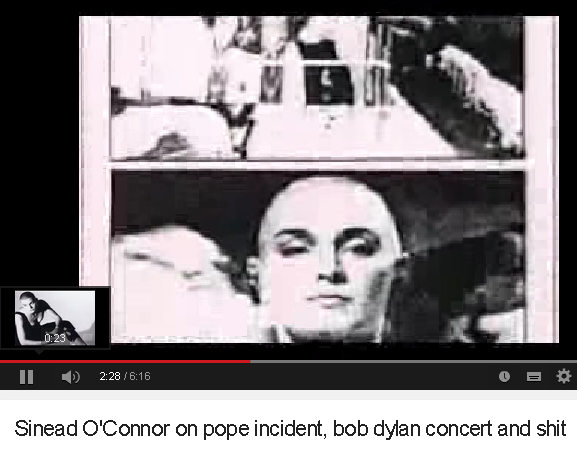 0:23
2:28 / 6:16
Sinead O'Connor on pope incident, bob dylan concert and shit